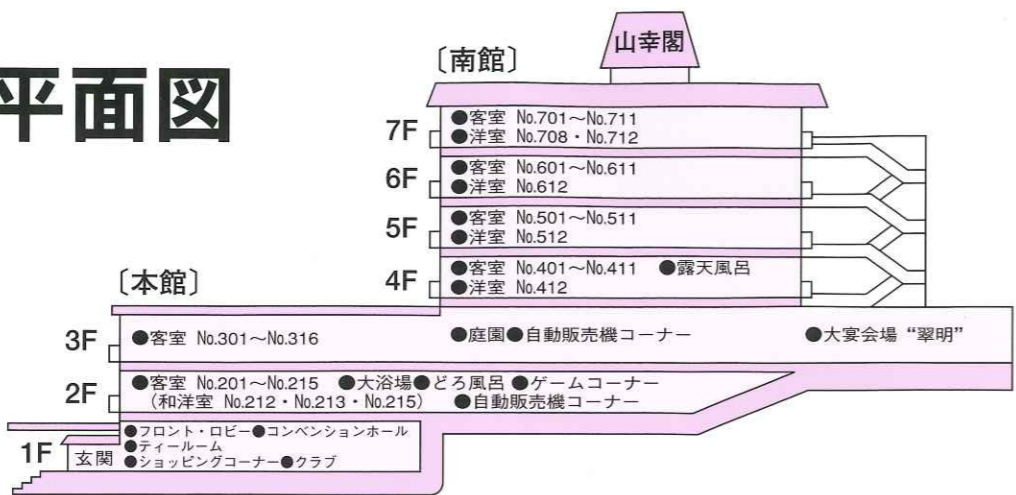 平面図
〔南館〕
山幸閣
7F
●客室 No.701～No.711
●洋室 No.708・No.712
6F
●客室 No.601～No.611
●洋室 No.612
5F
●客室 No.501～No.511
●洋室 No.512
4F
●客室 No.401～No.411 ●露天風呂
●洋室 No.412
〔本館〕
3F
●客室 No.301～No.316 ●庭園●自動販売機コーナー ●大宴会場 “翠明”
2F
●客室 No.201～No.215 ●大浴場●どろ風呂 ●ゲームコーナー
（和洋室 No.212・No.213・No.215） ●自動販売機コーナー
1F
玄関
●フロント・ロビー●コンベンションホール
●ティールーム
●ショッピングコーナー●クラブ